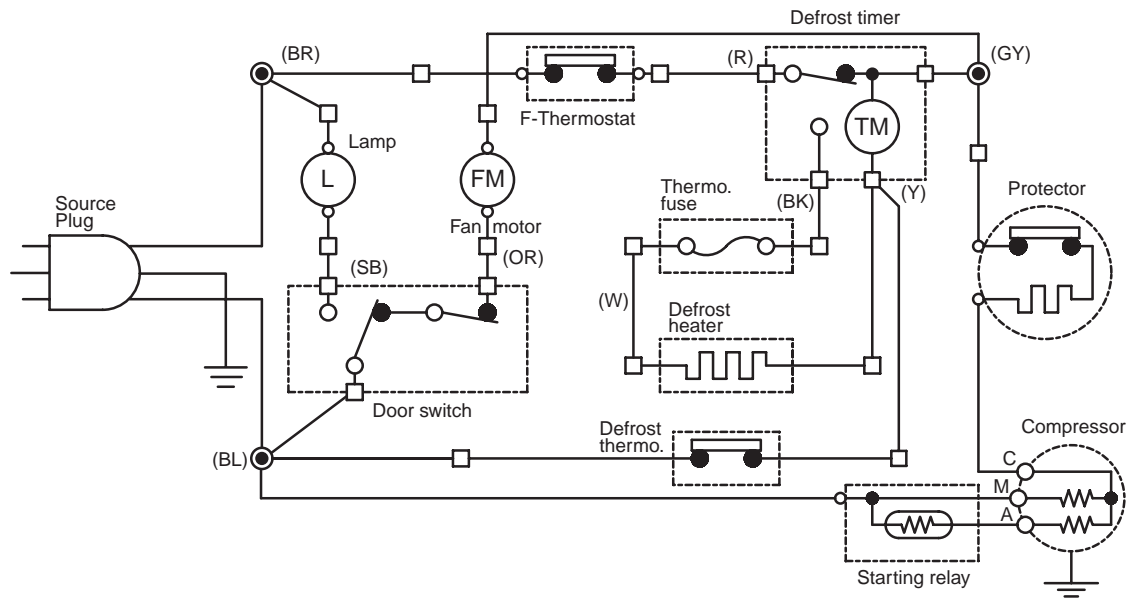 Defrost timer
(BR)
(R)
(GY)
F-Thermostat
Lamp
L
FM
TM
Thermo.
fuse
(BK)
(Y)
Protector
Source
Plug
Fan motor
(SB)
(OR)
(W)
Defrost
heater
Door switch
Defrost
thermo.
Compressor
(BL)
C
M
A
Starting relay